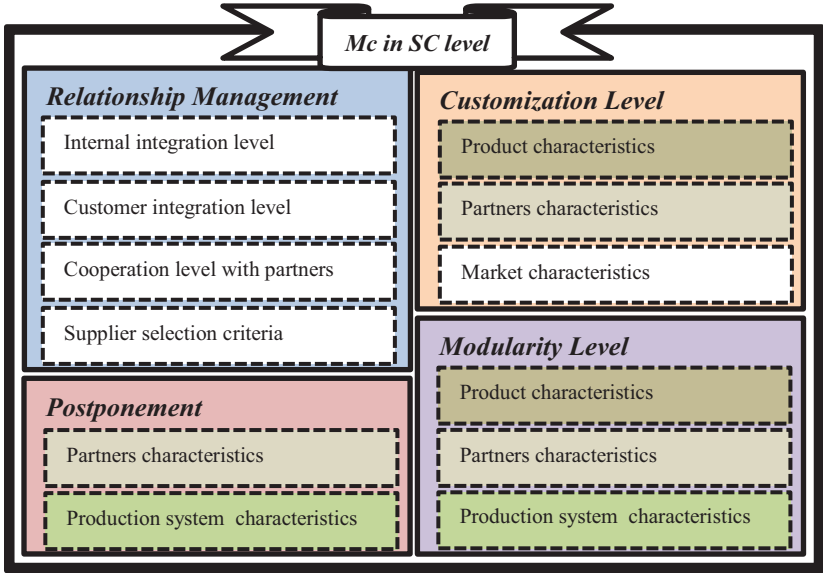 Mc in SC level
Relationship Management
Internal integration level
Customer integration level
Cooperation level with partners
Supplier selection criteria
Customization Level
Product characteristics
Partners characteristics
Market characteristics
Postponement
Partners characteristics
Production system characteristics
Modularity Level
Product characteristics
Partners characteristics
Production system characteristics